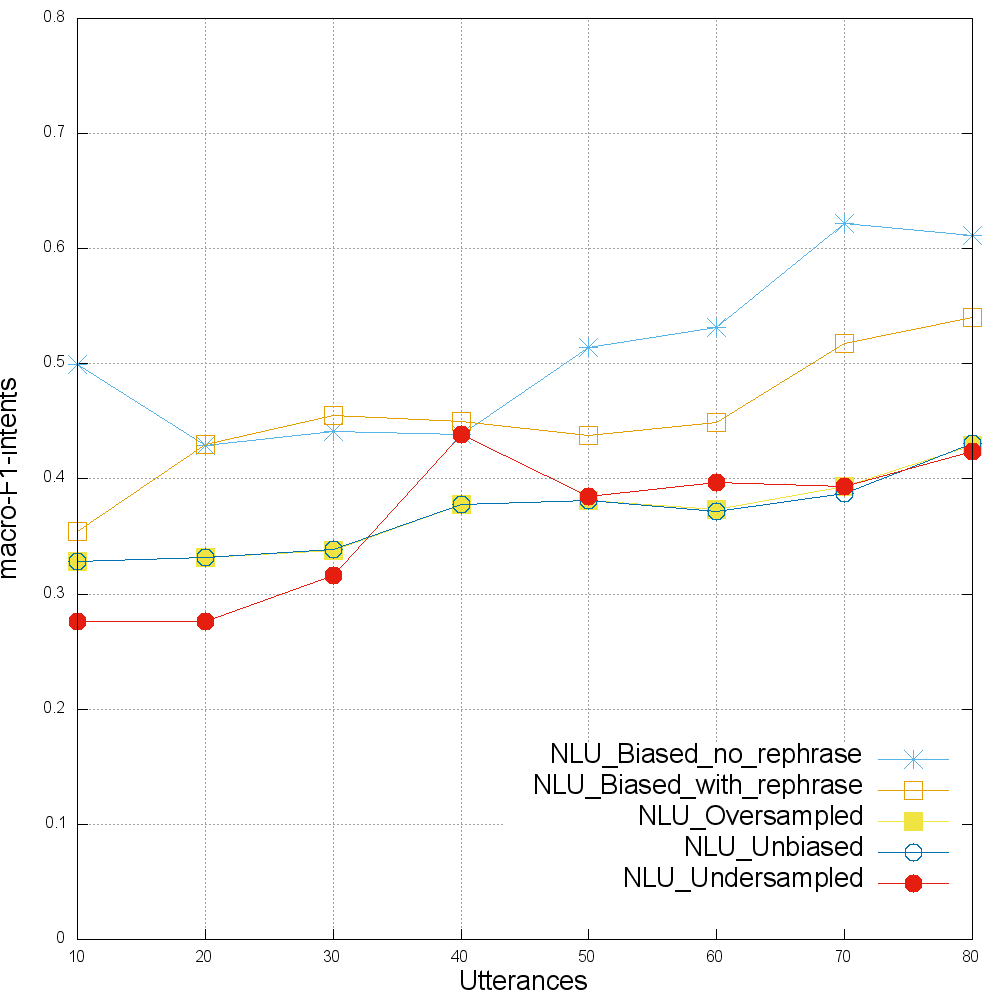 0.8
0.7
0.6
0.5
0.4
0.3
0.2
0.1
0
macro-F1-intents
NLU_Biased_no_rephrase
NLU_Biased_with_rephrase
NLU_Oversampled
NLU_Unbiased
NLU_Undersampled
10 20 30 40 50 60 70 80
Utterances